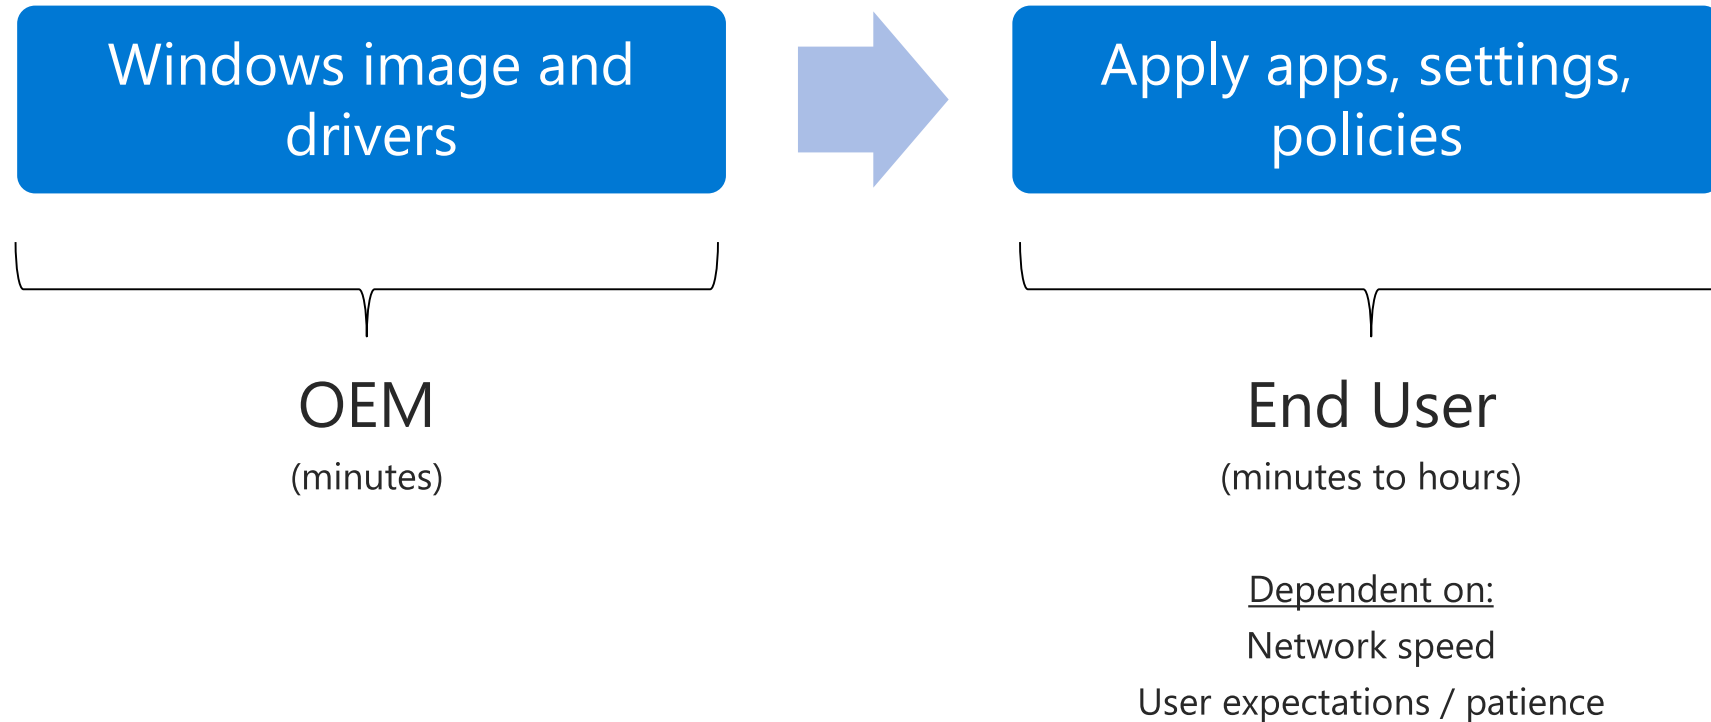 Windows image and
drivers
Apply apps, settings,
policies
OEM
(minutes)
End User
(minutes to hours)
Dependent on:
Network speed
User expectations / patience